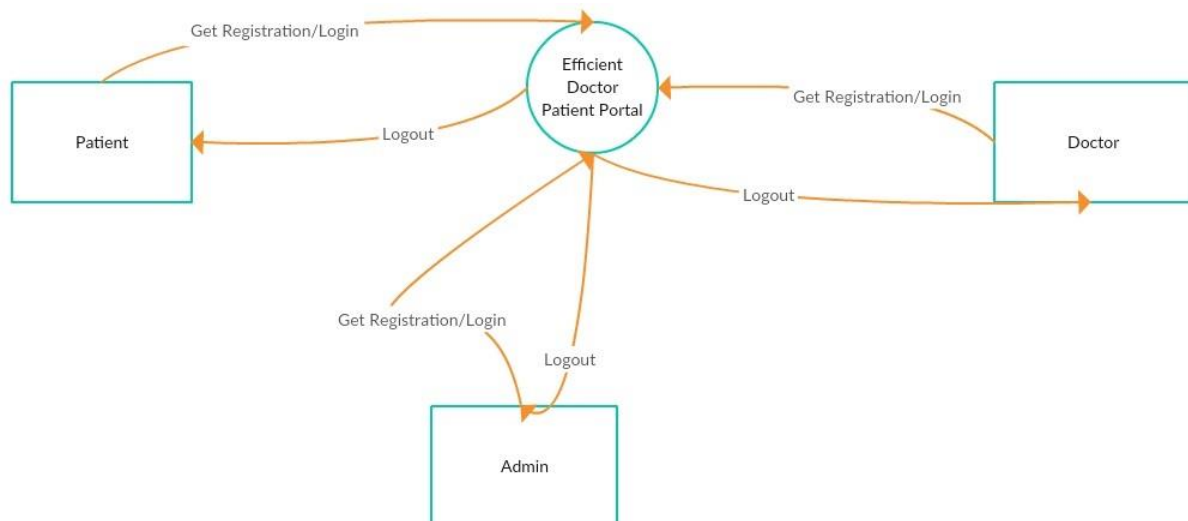 Get Registration/Login
Efficient
Doctor
Patient Portal
Get Registration/Login
Patient
Logout
Doctor
Logout
Get Registration/Login
Logout
Admin